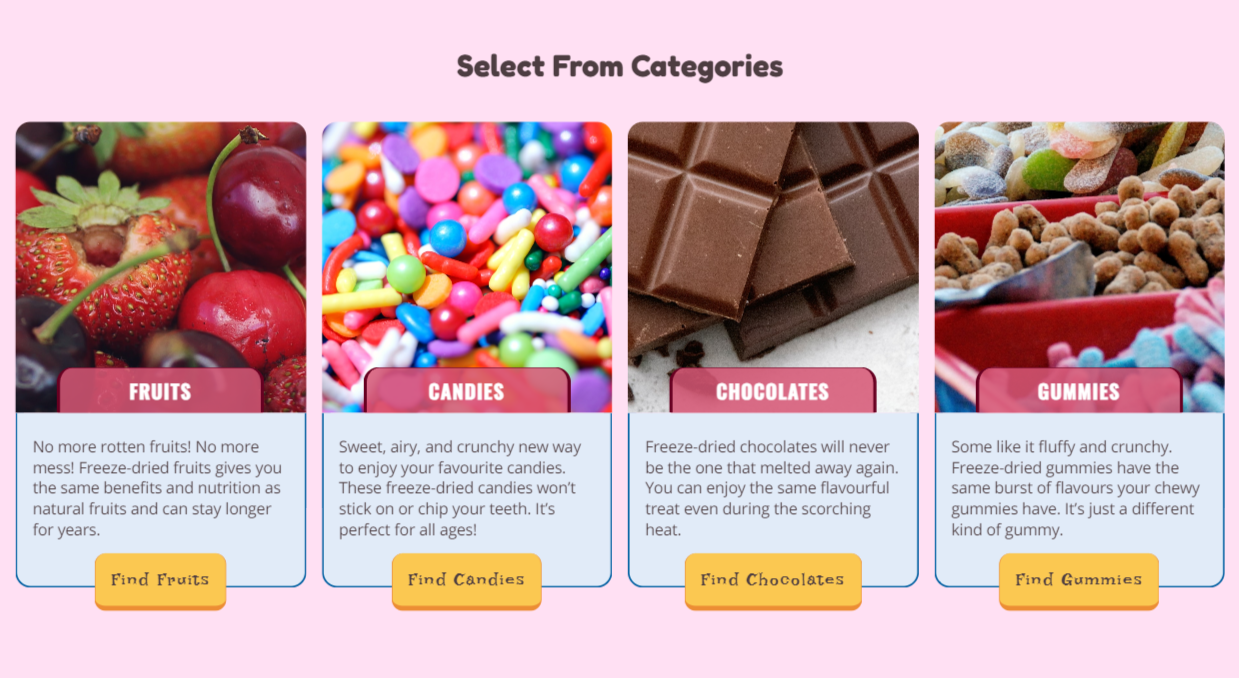 Select From Categories
FRUITS
No more rotten fruits! No more
mess! Freeze-dried fruits gives you
the same benefits and nutrition as
natural fruits and can stay longer
for years.
Find Fruits
CANDIES
Sweet, airy, and crunchy new way
to enjoy your favourite candies.
These freeze-dried candies won't
stick on or chip your teeth. It's
perfect for all ages!
Find Candies
CHOCOLATES
Freeze-dried chocolates will never
be the one that melted away again.
You can enjoy the same flavourful
treat even during the scorching
heat.
Find Chocolates
GUMMIES
Some like it fluffy and crunchy.
Freeze-dried gummies have the
same burst of flavours your chewy
gummies have. It's just a different
kind of gummy.
Find Gummies